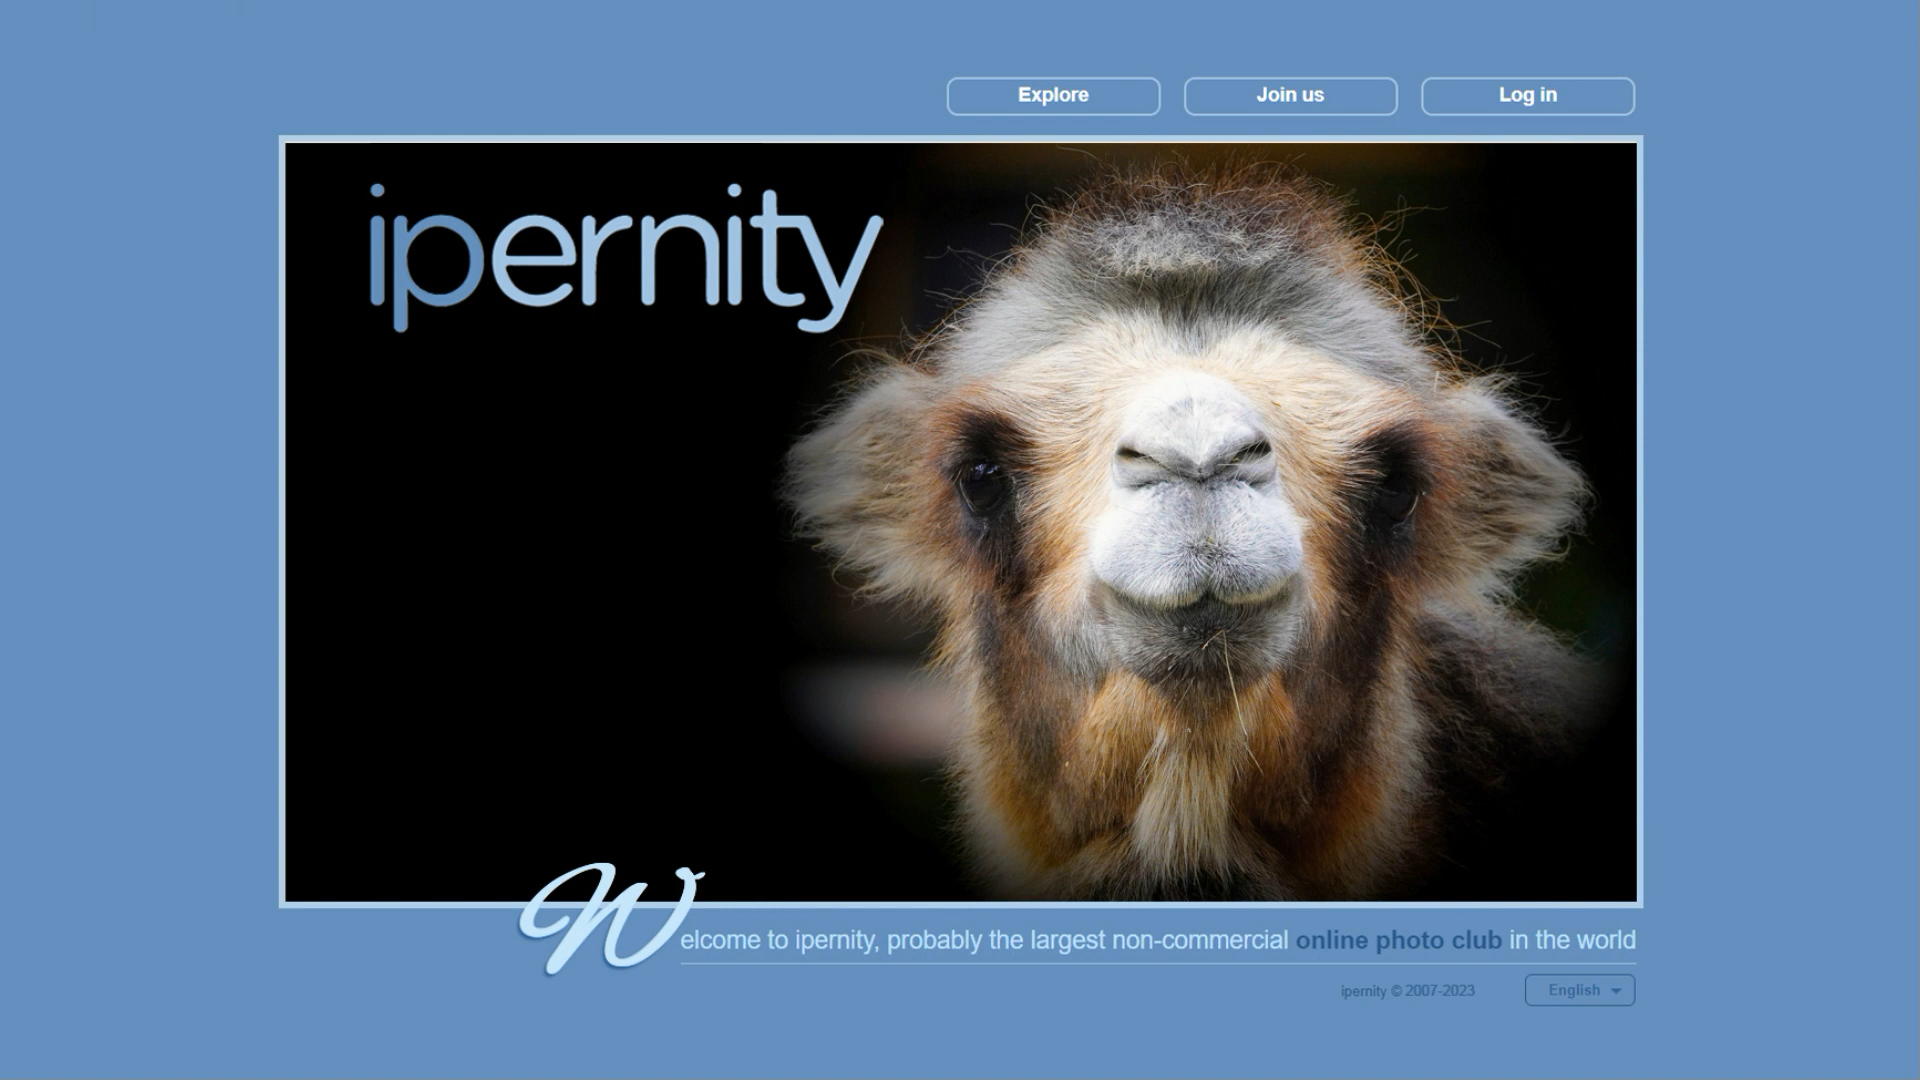 Explore
Join us
Log in
ipernity
Welcome to ipernity, probably the largest non-commercial online photo club in the world
ipernity © 2007-2023
English